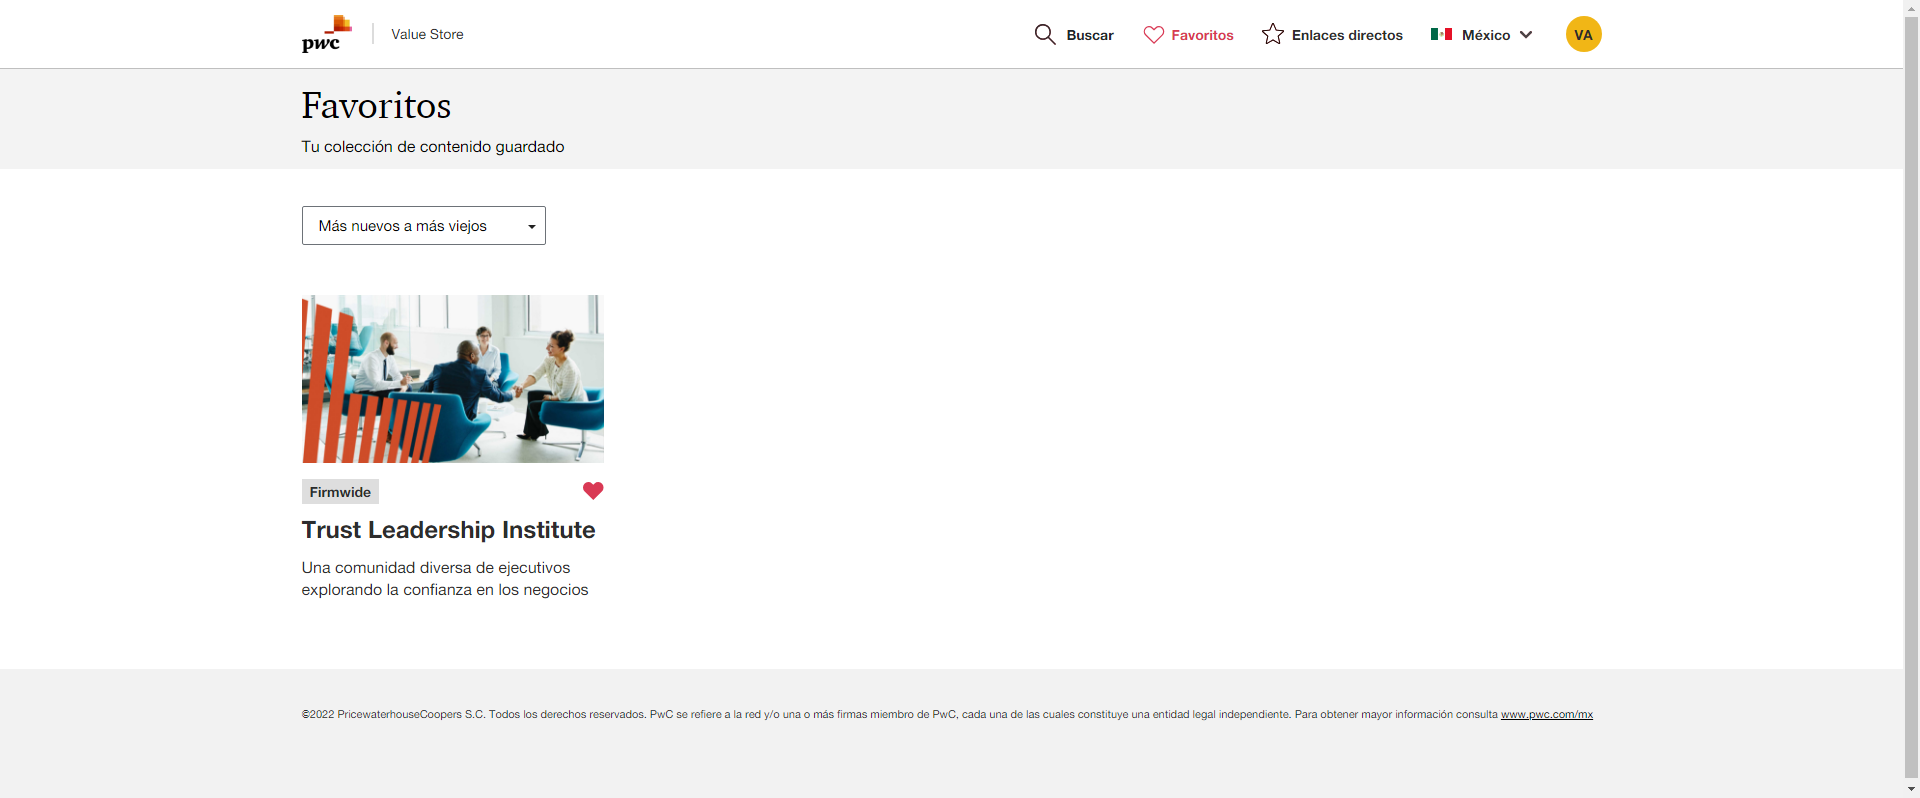 pwc
Value Store
Buscar
Favoritos
Enlaces directos
México
VA
Favoritos
Tu colección de contenido guardado
Más nuevos a más viejos
Firmwide
Trust Leadership Institute
Una comunidad diversa de ejecutivos
explorando la confianza en los negocios
©2022 PricewaterhouseCoopers S.C. Todos los derechos reservados. PwC se refiere a la red y/o una o más firmas miembro de PwC, cada una de las cuales constituye una entidad legal independiente. Para obtener mayor información consulta www.pwc.com/mx